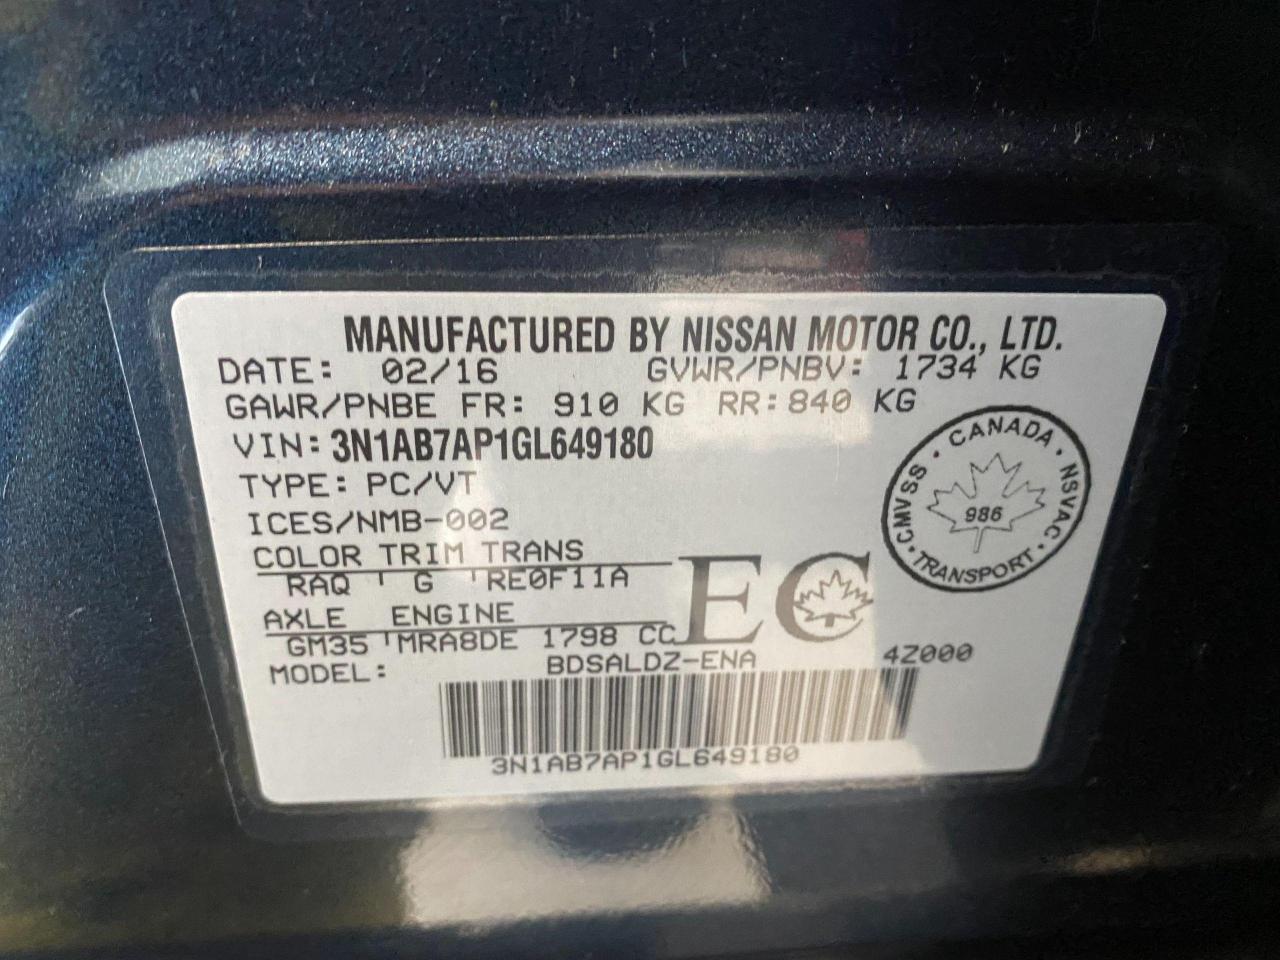 MANUFACTURED BY NISSAN MOTOR CO., LTD.
DATE: 02/16 GVWR/PNBV: 1734 KG
GAWR/PNBE FR: 910 KG RR: 840 KG
VIN: 3N1AB7AP1GL649180
TYPE: PC/VT
ICES/NMB-002
COLOR TRIM TRANS
RAQ G RE0F11A
AXLE ENGINE
GM35 MRA8DE 1798 CC
MODEL: BDSALDZ-ENA 4Z000
3N1AB7AP1GL649180
EC
CANADA · NSVAC · TRANSPORT · CMVSS ·
986